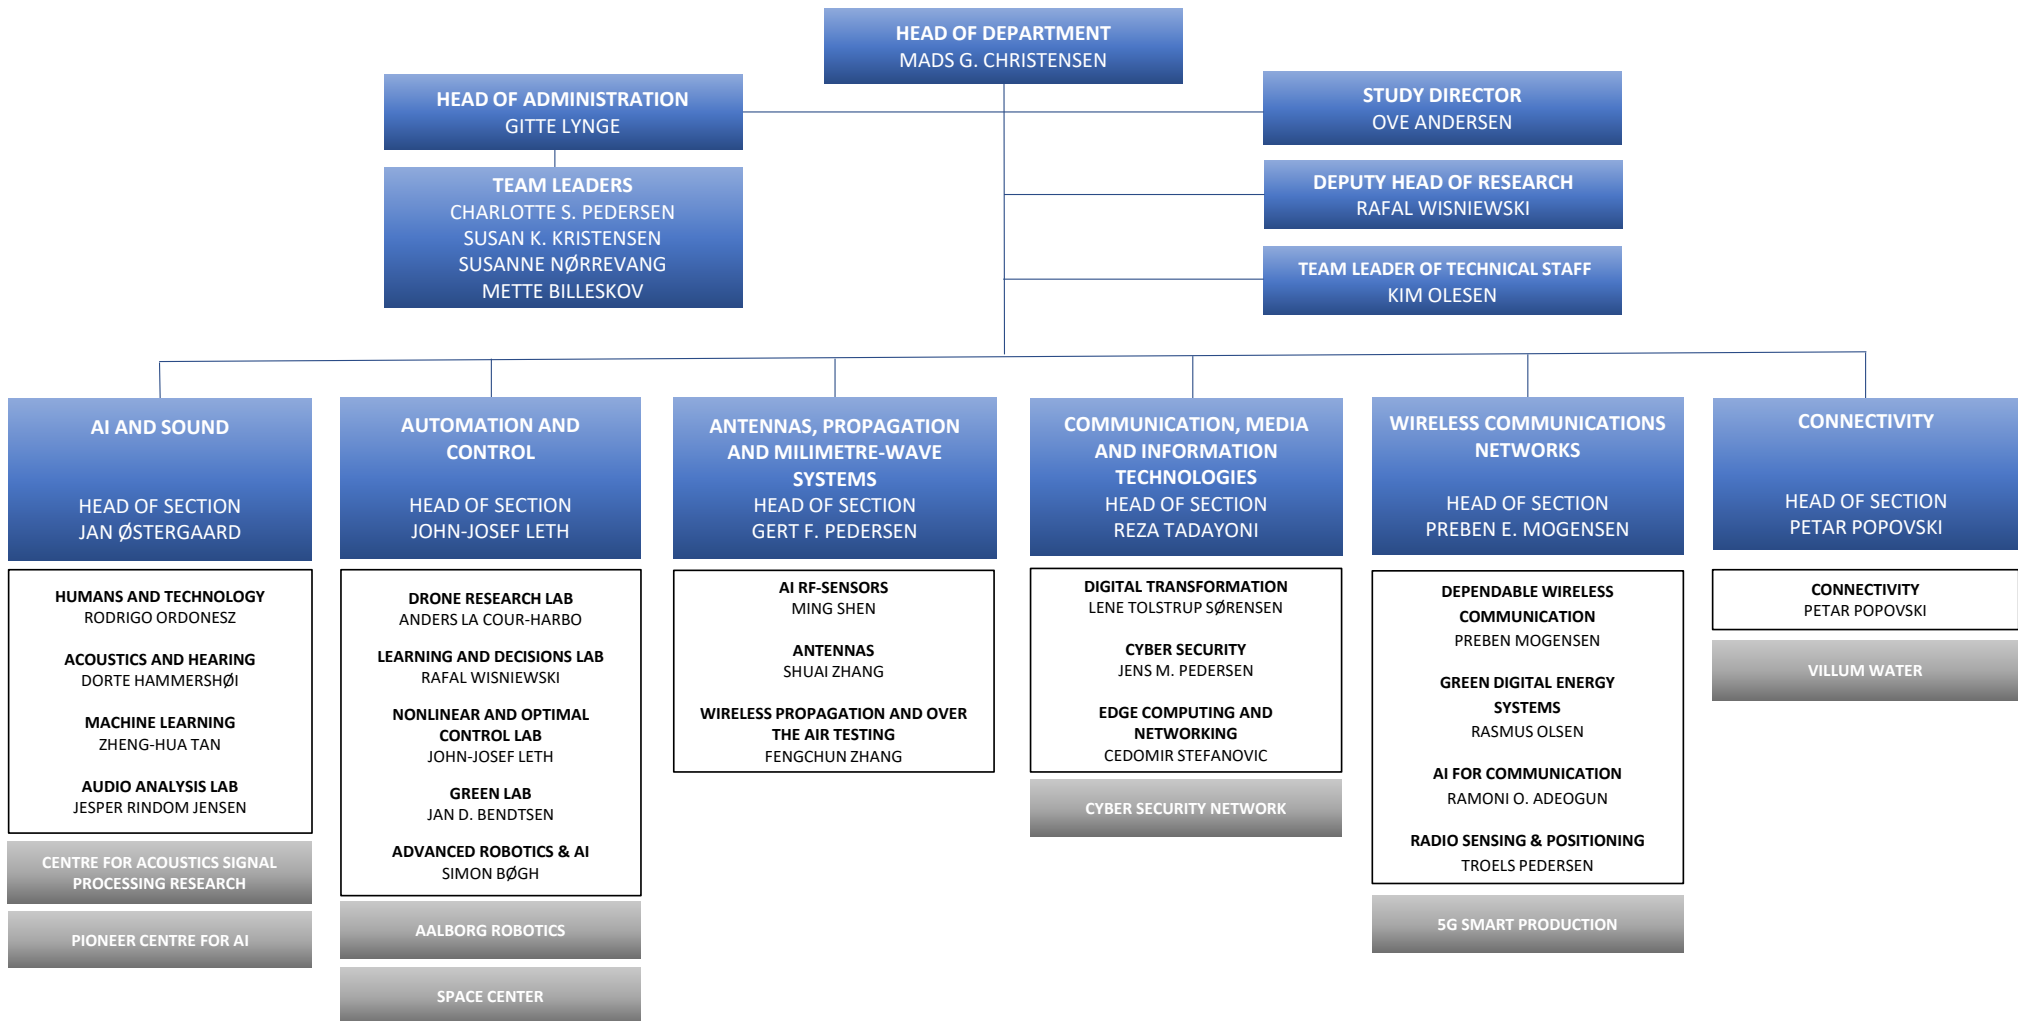 HEAD OF DEPARTMENT
MADS G. CHRISTENSEN
HEAD OF ADMINISTRATION
GITTE LYNGE
STUDY DIRECTOR
OVE ANDERSEN
TEAM LEADERS
CHARLOTTE S. PEDERSEN
SUSAN K. KRISTENSEN
SUSANNE NØRREVANG
METTE BILLESKOV
DEPUTY HEAD OF RESEARCH
RAFAL WISNIEWSKI
TEAM LEADER OF TECHNICAL STAFF
KIM OLESEN
AI AND SOUND
HEAD OF SECTION
JAN ØSTERGAARD
HUMANS AND TECHNOLOGY
RODRIGO ORDONESZ
ACOUSTICS AND HEARING
DORTE HAMMERSHØI
MACHINE LEARNING
ZHENG-HUA TAN
AUDIO ANALYSIS LAB
JESPER RINDOM JENSEN
CENTRE FOR ACOUSTICS SIGNAL
PROCESSING RESEARCH
PIONEER CENTRE FOR AI
AUTOMATION AND
CONTROL
HEAD OF SECTION
JOHN-JOSEF LETH
DRONE RESEARCH LAB
ANDERS LA COUR-HARBO
LEARNING AND DECISIONS LAB
RAFAL WISNIEWSKI
NONLINEAR AND OPTIMAL
CONTROL LAB
JOHN-JOSEF LETH
GREEN LAB
JAN D. BENDTSEN
ADVANCED ROBOTICS & AI
SIMON BØGH
AALBORG ROBOTICS
SPACE CENTER
ANTENNAS, PROPAGATION
AND MILIMETRE-WAVE
SYSTEMS
HEAD OF SECTION
GERT F. PEDERSEN
AI RF-SENSORS
MING SHEN
ANTENNAS
SHUAI ZHANG
WIRELESS PROPAGATION AND OVER
THE AIR TESTING
FENGCHUN ZHANG
COMMUNICATION, MEDIA
AND INFORMATION
TECHNOLOGIES
HEAD OF SECTION
REZA TADAYONI
DIGITAL TRANSFORMATION
LENE TOLSTRUP SØRENSEN
CYBER SECURITY
JENS M. PEDERSEN
EDGE COMPUTING AND
NETWORKING
CEDOMIR STEFANOVIC
CYBER SECURITY NETWORK
WIRELESS COMMUNICATIONS
NETWORKS
HEAD OF SECTION
PREBEN E. MOGENSEN
DEPENDABLE WIRELESS
COMMUNICATION
PREBEN MOGENSEN
GREEN DIGITAL ENERGY
SYSTEMS
RASMUS OLSEN
AI FOR COMMUNICATION
RAMONI O. ADEOGUN
RADIO SENSING & POSITIONING
TROELS PEDERSEN
5G SMART PRODUCTION
CONNECTIVITY
HEAD OF SECTION
PETAR POPOVSKI
CONNECTIVITY
PETAR POPOVSKI
VILLUM WATER